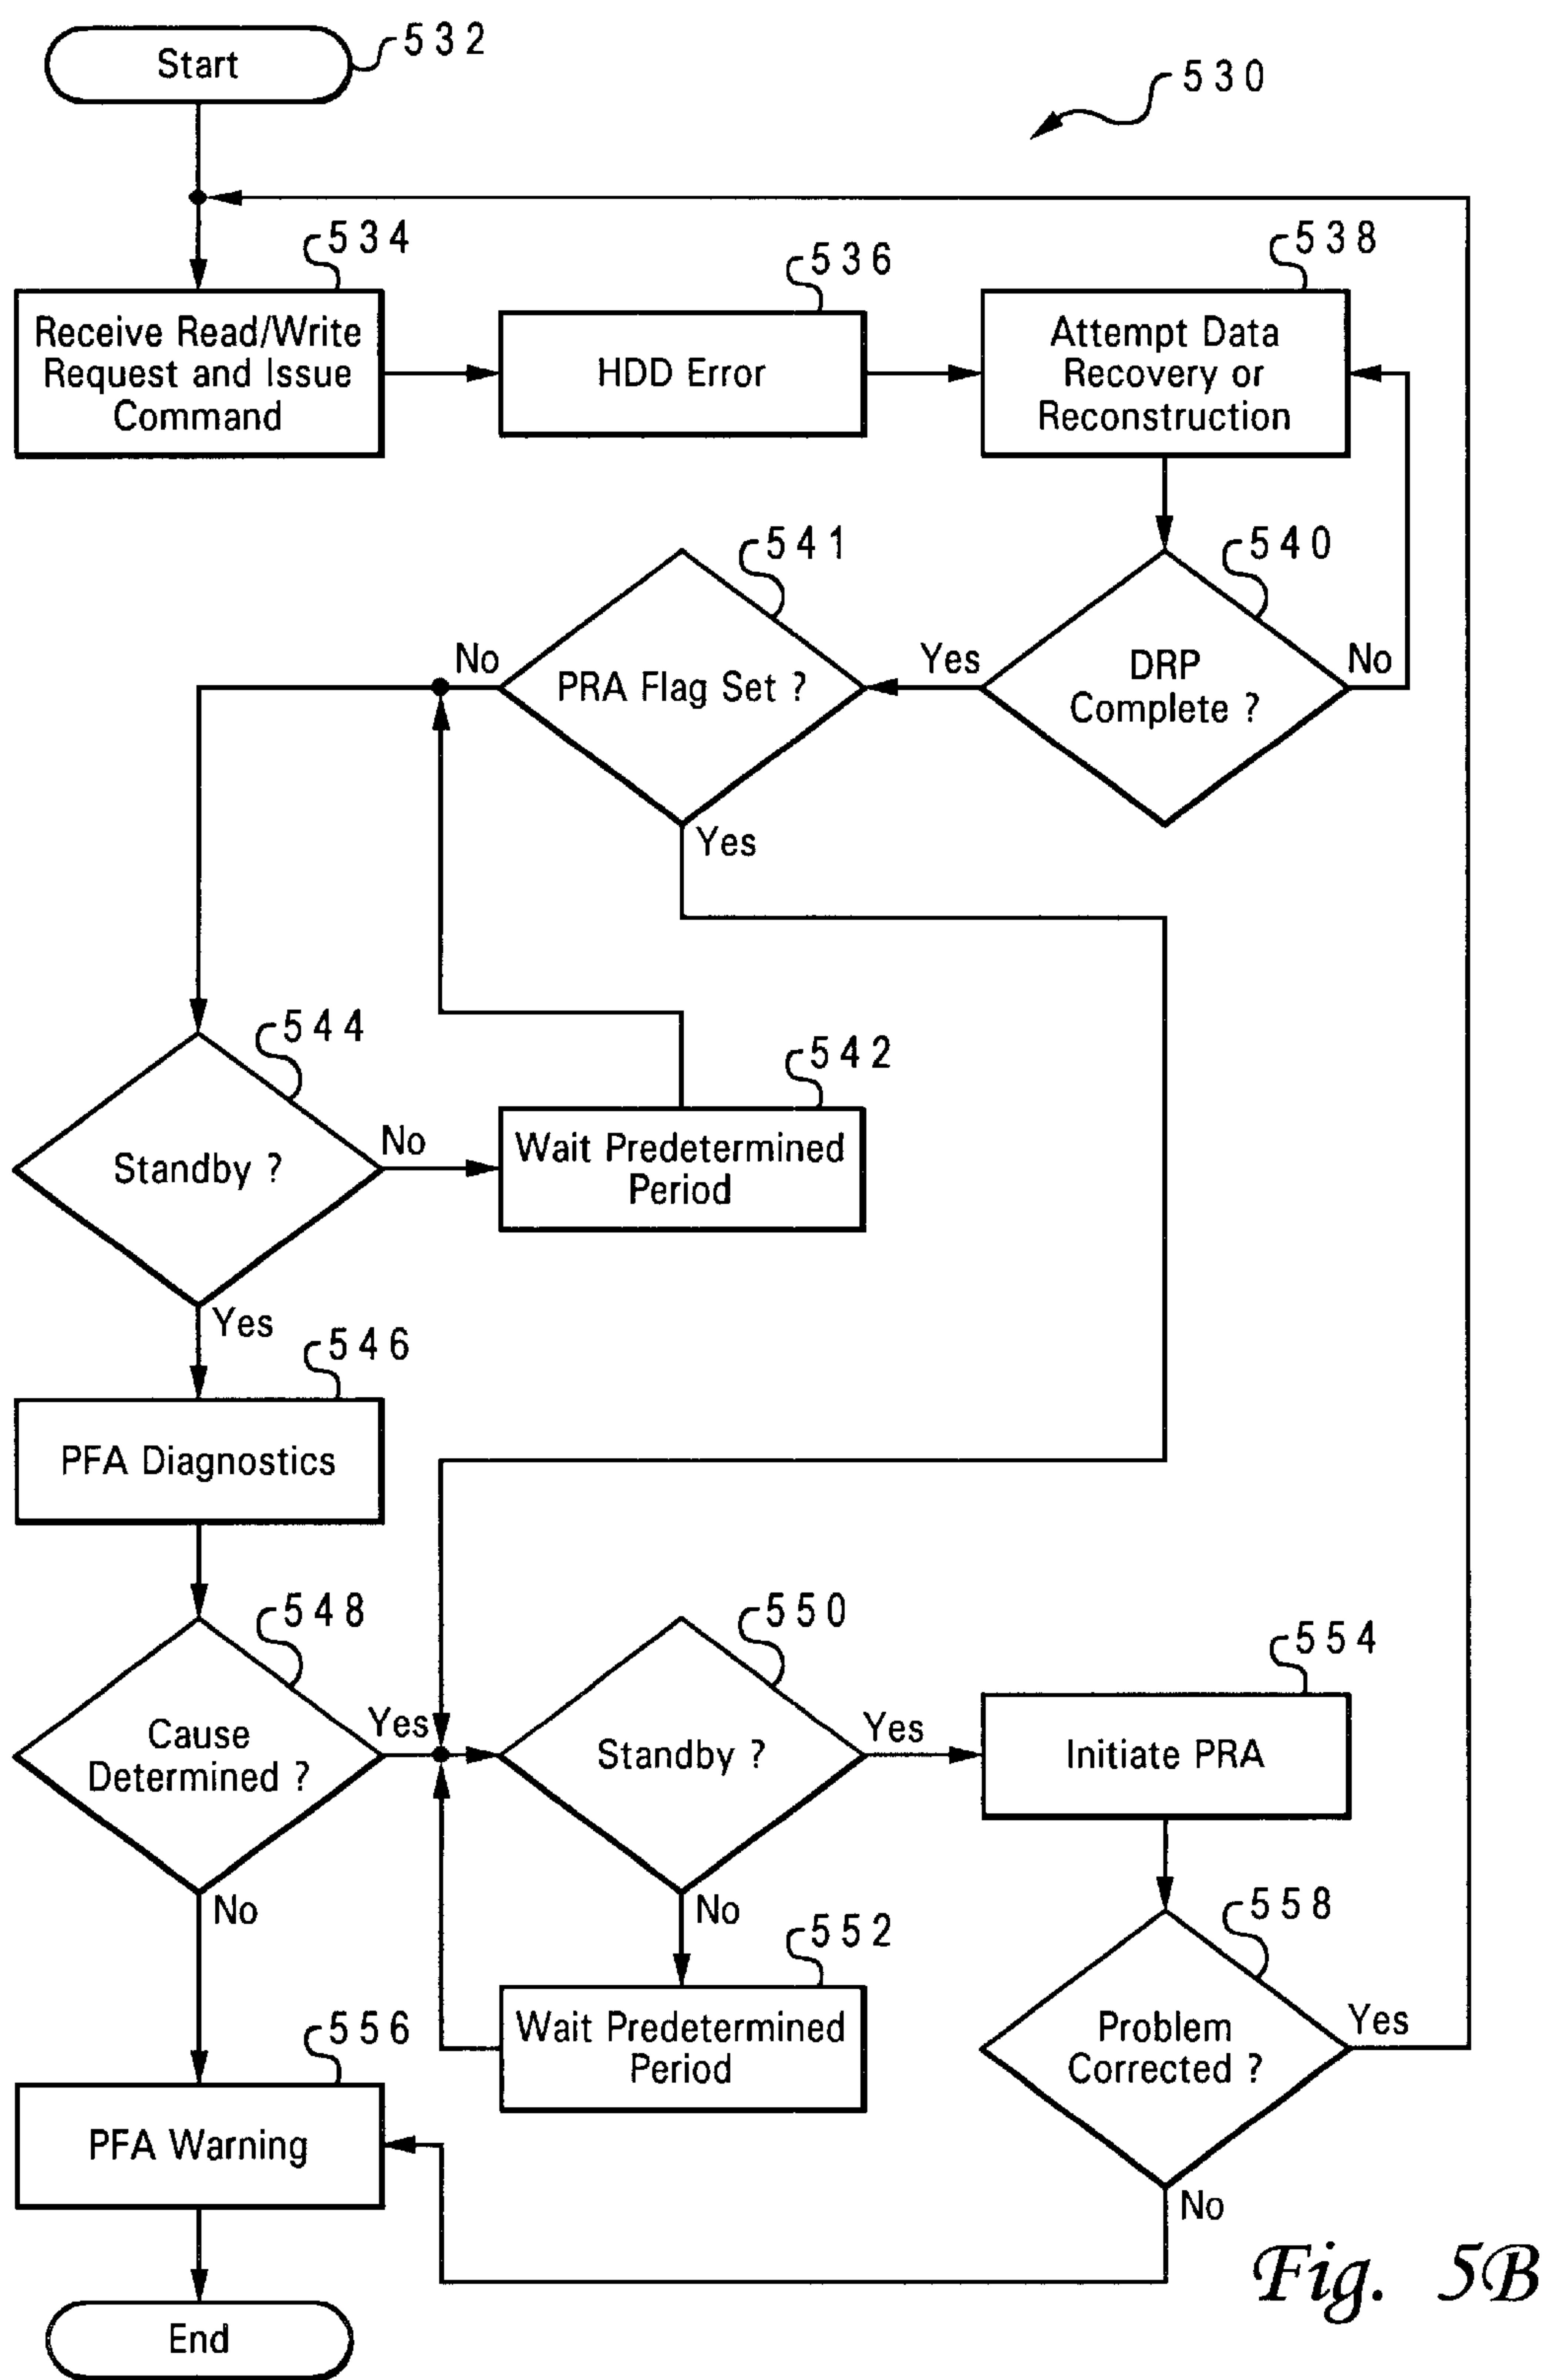 Start
532
530
534
Receive Read/Write
Request and Issue
Command
536
HDD Error
538
Attempt Data
Recovery or
Reconstruction
541
PRA Flag Set ?
No
Yes
540
DRP
Complete ?
Yes
No
544
Standby ?
No
Yes
542
Wait Predetermined
Period
546
PFA Diagnostics
548
Cause
Determined ?
Yes
No
550
Standby ?
Yes
No
554
Initiate PRA
552
Wait Predetermined
Period
558
Problem
Corrected ?
Yes
No
556
PFA Warning
End
Fig. 5B